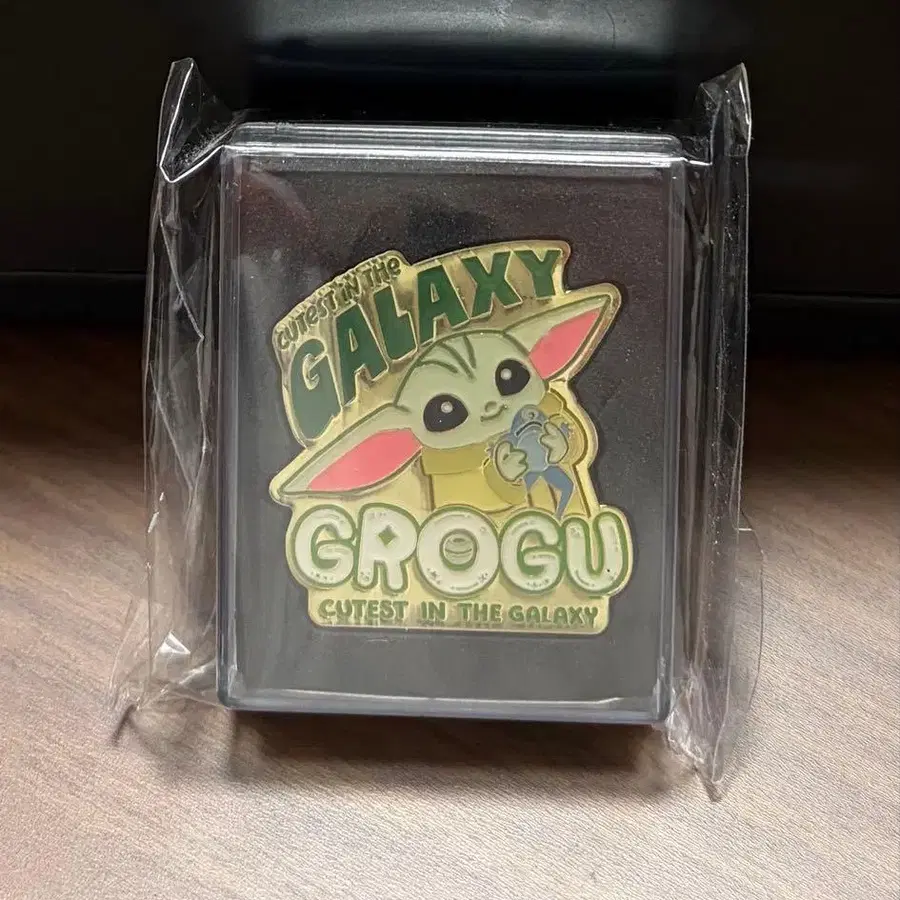 CUTEST IN THE
GALAXY
GROGU
CUTEST IN THE GALAXY